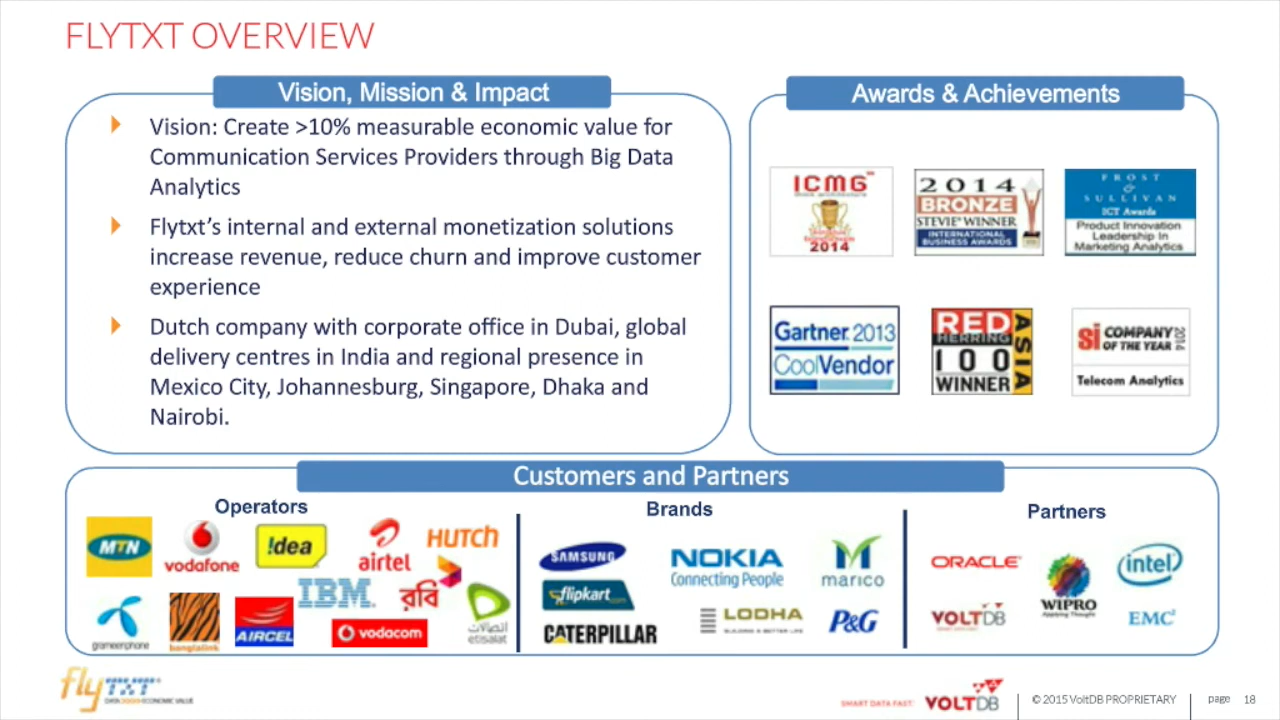 FLYTXT OVERVIEW
Vision, Mission & Impact
Vision: Create >10% measurable economic value for
Communication Services Providers through Big Data
Analytics
Flytxt’s internal and external monetization solutions
increase revenue, reduce churn and improve customer
experience
Dutch company with corporate office in Dubai, global
delivery centres in India and regional presence in
Mexico City, Johannesburg, Singapore, Dhaka and
Nairobi.
Awards & Achievements
ICMG
2014
2014
BRONZE
STEVIE WINNER
INTERNATIONAL
BUSINESS AWARDS
FROST
&
SULLIVAN
ICT Awards
Product Innovation
Leadership In
Marketing Analytics
Gartner 2013
CoolVendor
RED
HERRING
100
WINNER
ASIA
si COMPANY
OF THE YEAR 2014
Telecom Analytics
Customers and Partners
Operators
MTN
vodafone
!dea
airtel
HUTCH
IBM
রবি
grameenphone
banglalink
AIRCEL
vodacom
اتصالات
etisalat
Brands
SAMSUNG
NOKIA
Connecting People
marico
flipkart.com
LODHA
BUILDING A BETTER LIFE
P&G
CATERPILLAR
Partners
ORACLE
WIPRO
Applying Thought
intel
VOLTDB
EMC²
flyTXT
DATA ECONOMIC VALUE
SMART DATA FAST
VOLTDB
© 2015 VoltDB PROPRIETARY
page 18